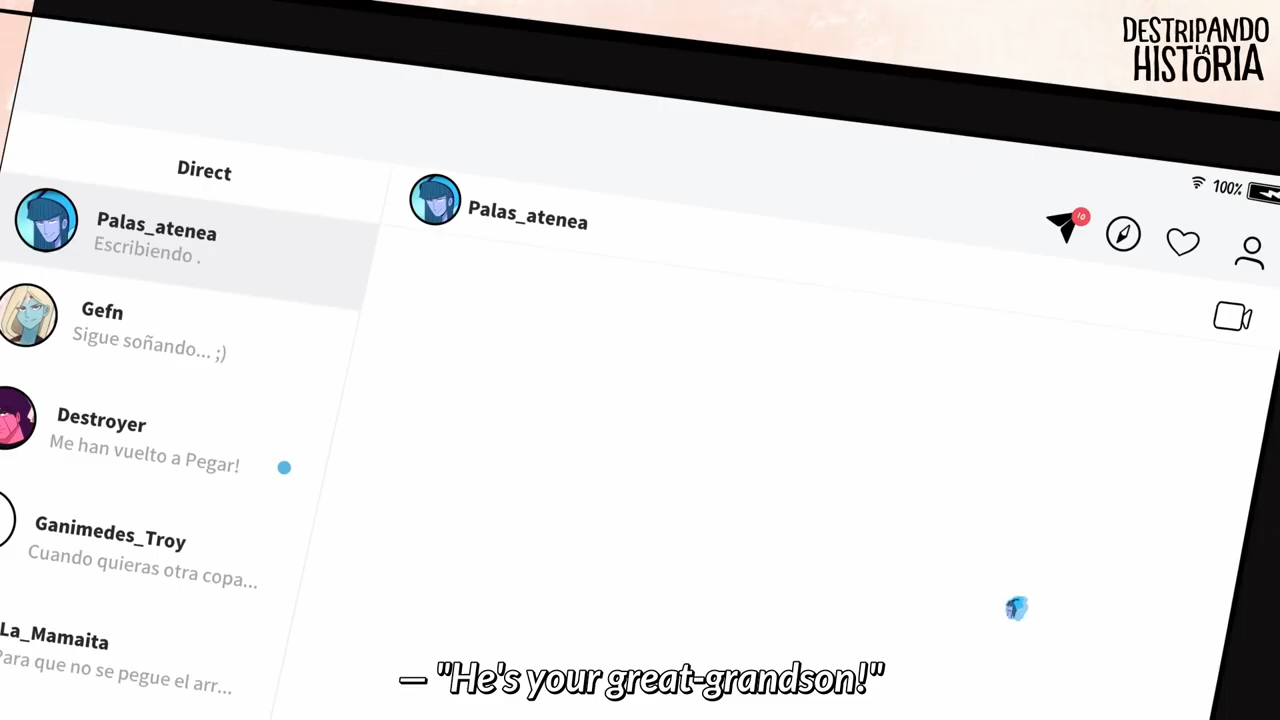 DESTRIPANDO
LA
HISTORIA
100%
10
Direct
Palas_atenea
Escribiendo .
Palas_atenea
Gefn
Sigue soñando... ;)
Destroyer
Me han vuelto a Pegar!
Ganimedes_Troy
Cuando quieras otra copa...
La_Mamaita
Para que no se pegue el arr...
— "He's your great-grandson!"